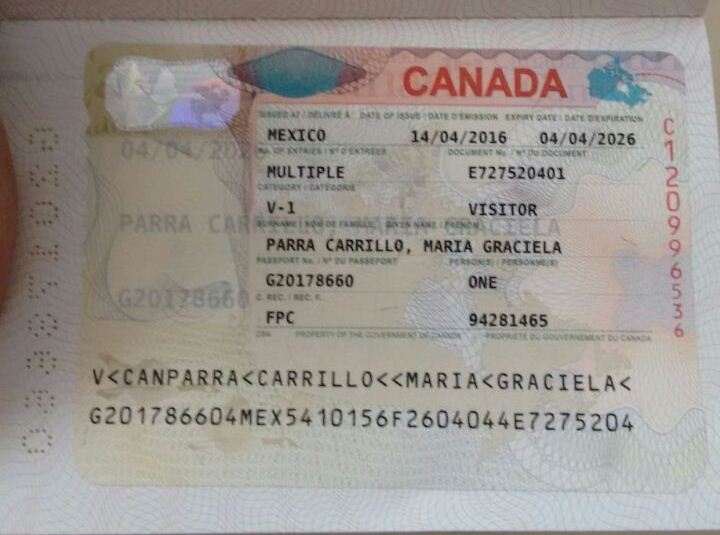 CANADA
ISSUED AT / DÉLIVRÉ À DATE OF ISSUE / DATE D'ÉMISSION EXPIRY DATE / DATE D'EXPIRATION
MEXICO 14/04/2016 04/04/2026
No. OF ENTRIES / N° D'ENTRÉES DOCUMENT No. / N° DU DOCUMENT
04/04/202
MULTIPLE E727520401
CATEGORY / CATÉGORIE
V-1 VISITOR
SURNAME / NOM DE FAMILLE, GIVEN NAME / PRÉNOM
PARRA CARRILLO, MARIA GRACIELA
PARRA CARRILLO, MARIA GRACIELA
PASSPORT No. / N° DU PASSEPORT PERSON(S) / PERSONNE(S)
G20178660 ONE
G20178660
C. REC. / REC. F.
FPC 94281465
PROPERTY OF THE GOVERNMENT OF CANADA PROPRIÉTÉ DU GOUVERNEMENT DU CANADA
C120996536
V<CANPARRA<CARRILLO<<MARIA<GRACIELA<
G201786604MEX5410156F2604044E7275204